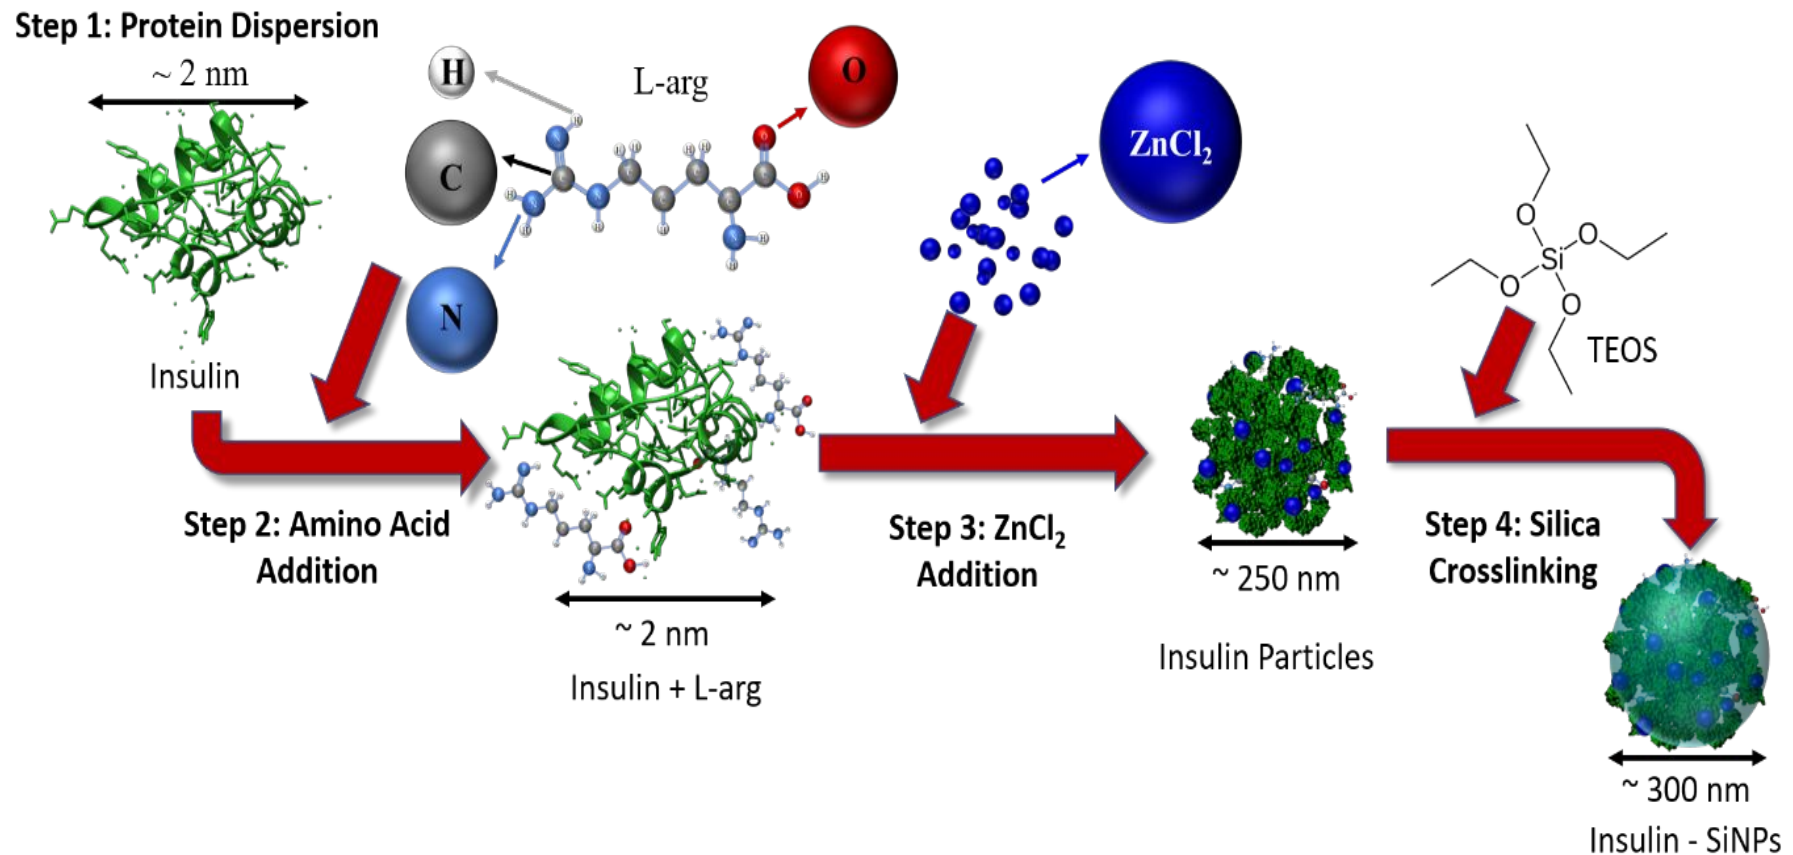 Step 1: Protein Dispersion
~ 2 nm
Insulin
H
C
N
L-arg
O
ZnCl₂
TEOS
Si
O
O
O
O
Step 2: Amino Acid
Addition
~ 2 nm
Insulin + L-arg
Step 3: ZnCl₂
Addition
~ 250 nm
Insulin Particles
Step 4: Silica
Crosslinking
~ 300 nm
Insulin - SiNPs